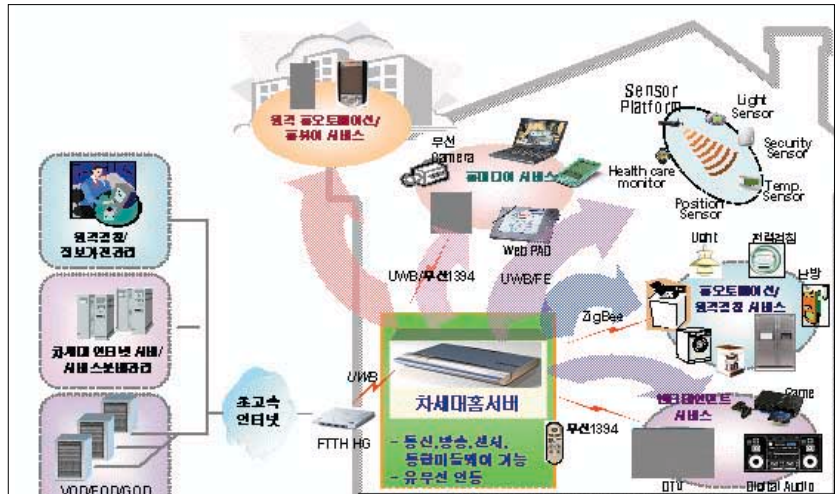 원격 홈오토메이션/
홈뷰어 서비스
무선
Camera
홈미디어 서비스
Web PAD
Sensor
Platform
Light
Sensor
Security
Sensor
Health care
monitor
Temp.
Sensor
Position
Sensor
원격검침/
정보가전관리
UWB/무선1394
UWB/FE
Light
전력검침
난방
홈오토메이션/
원격검침 서비스
ZigBee
차세대 인터넷 서버/
서비스분배관리
UWB
초고속
인터넷
FTTH HG
차세대홈서버
- 통신,방송,센서,
통합미들웨어 기능
- 유무선 연동
무선1394
엔터테인먼트
서비스
Game
DTV
Digital Audio
VOD/EOD/GOD